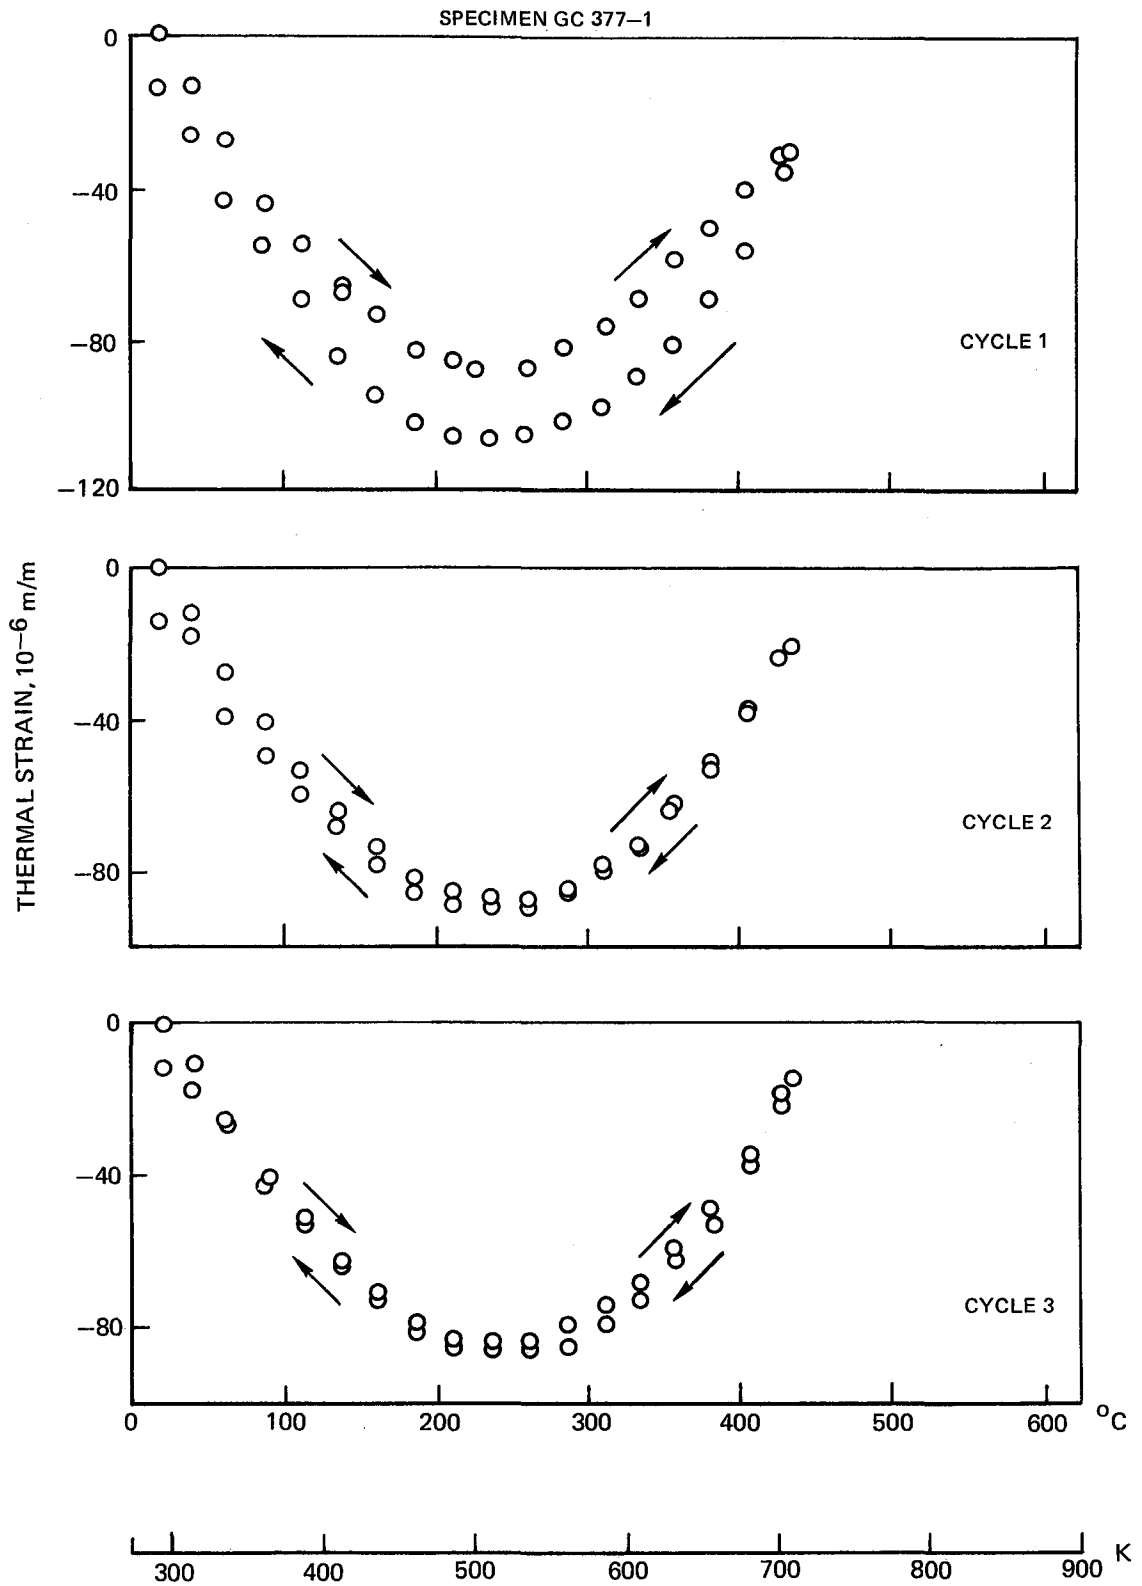 SPECIMEN GC 377–1
0
–40
–80
–120
CYCLE 1
THERMAL STRAIN, 10–6 m/m
0
–40
–80
CYCLE 2
0
–40
–80
CYCLE 3
0 100 200 300 400 500 600 °C
300 400 500 600 700 800 900 K